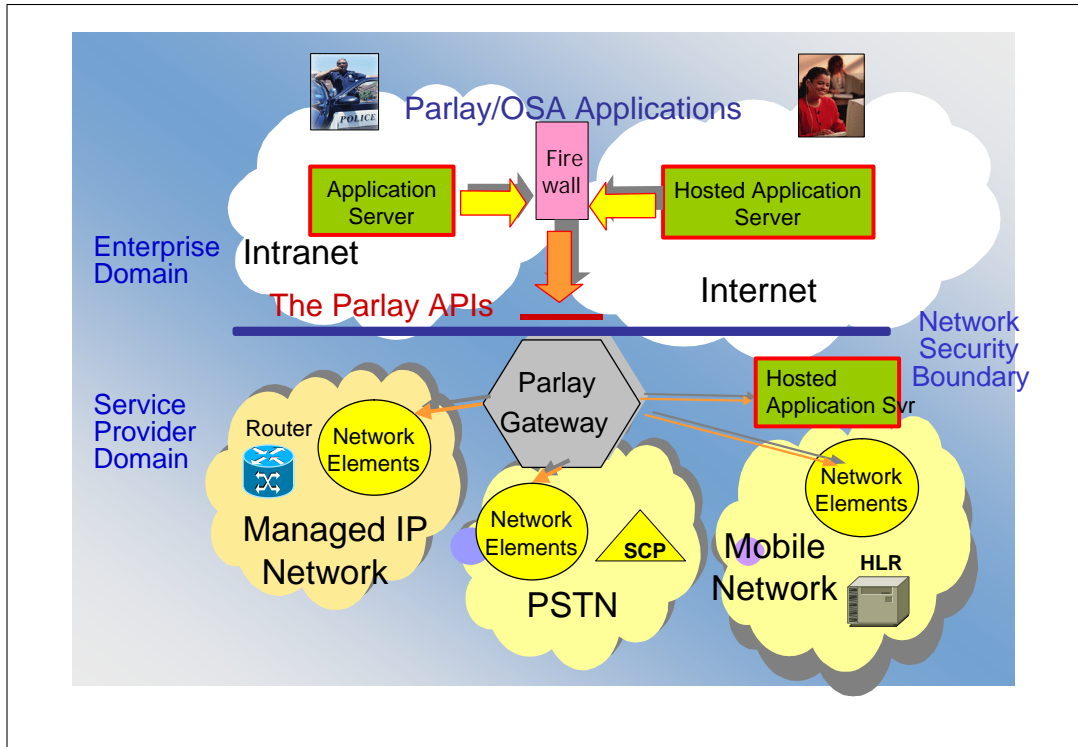 POLICE
Parlay/OSA Applications
Fire
wall
Application
Server
Hosted Application
Server
Enterprise
Domain
Intranet
Internet
The Parlay APIs
Network
Security
Boundary
Parlay
Gateway
Hosted
Application Svr
Service
Provider
Domain
Router
Network
Elements
Managed IP
Network
Network
Elements
SCP
PSTN
Network
Elements
Mobile
Network
HLR